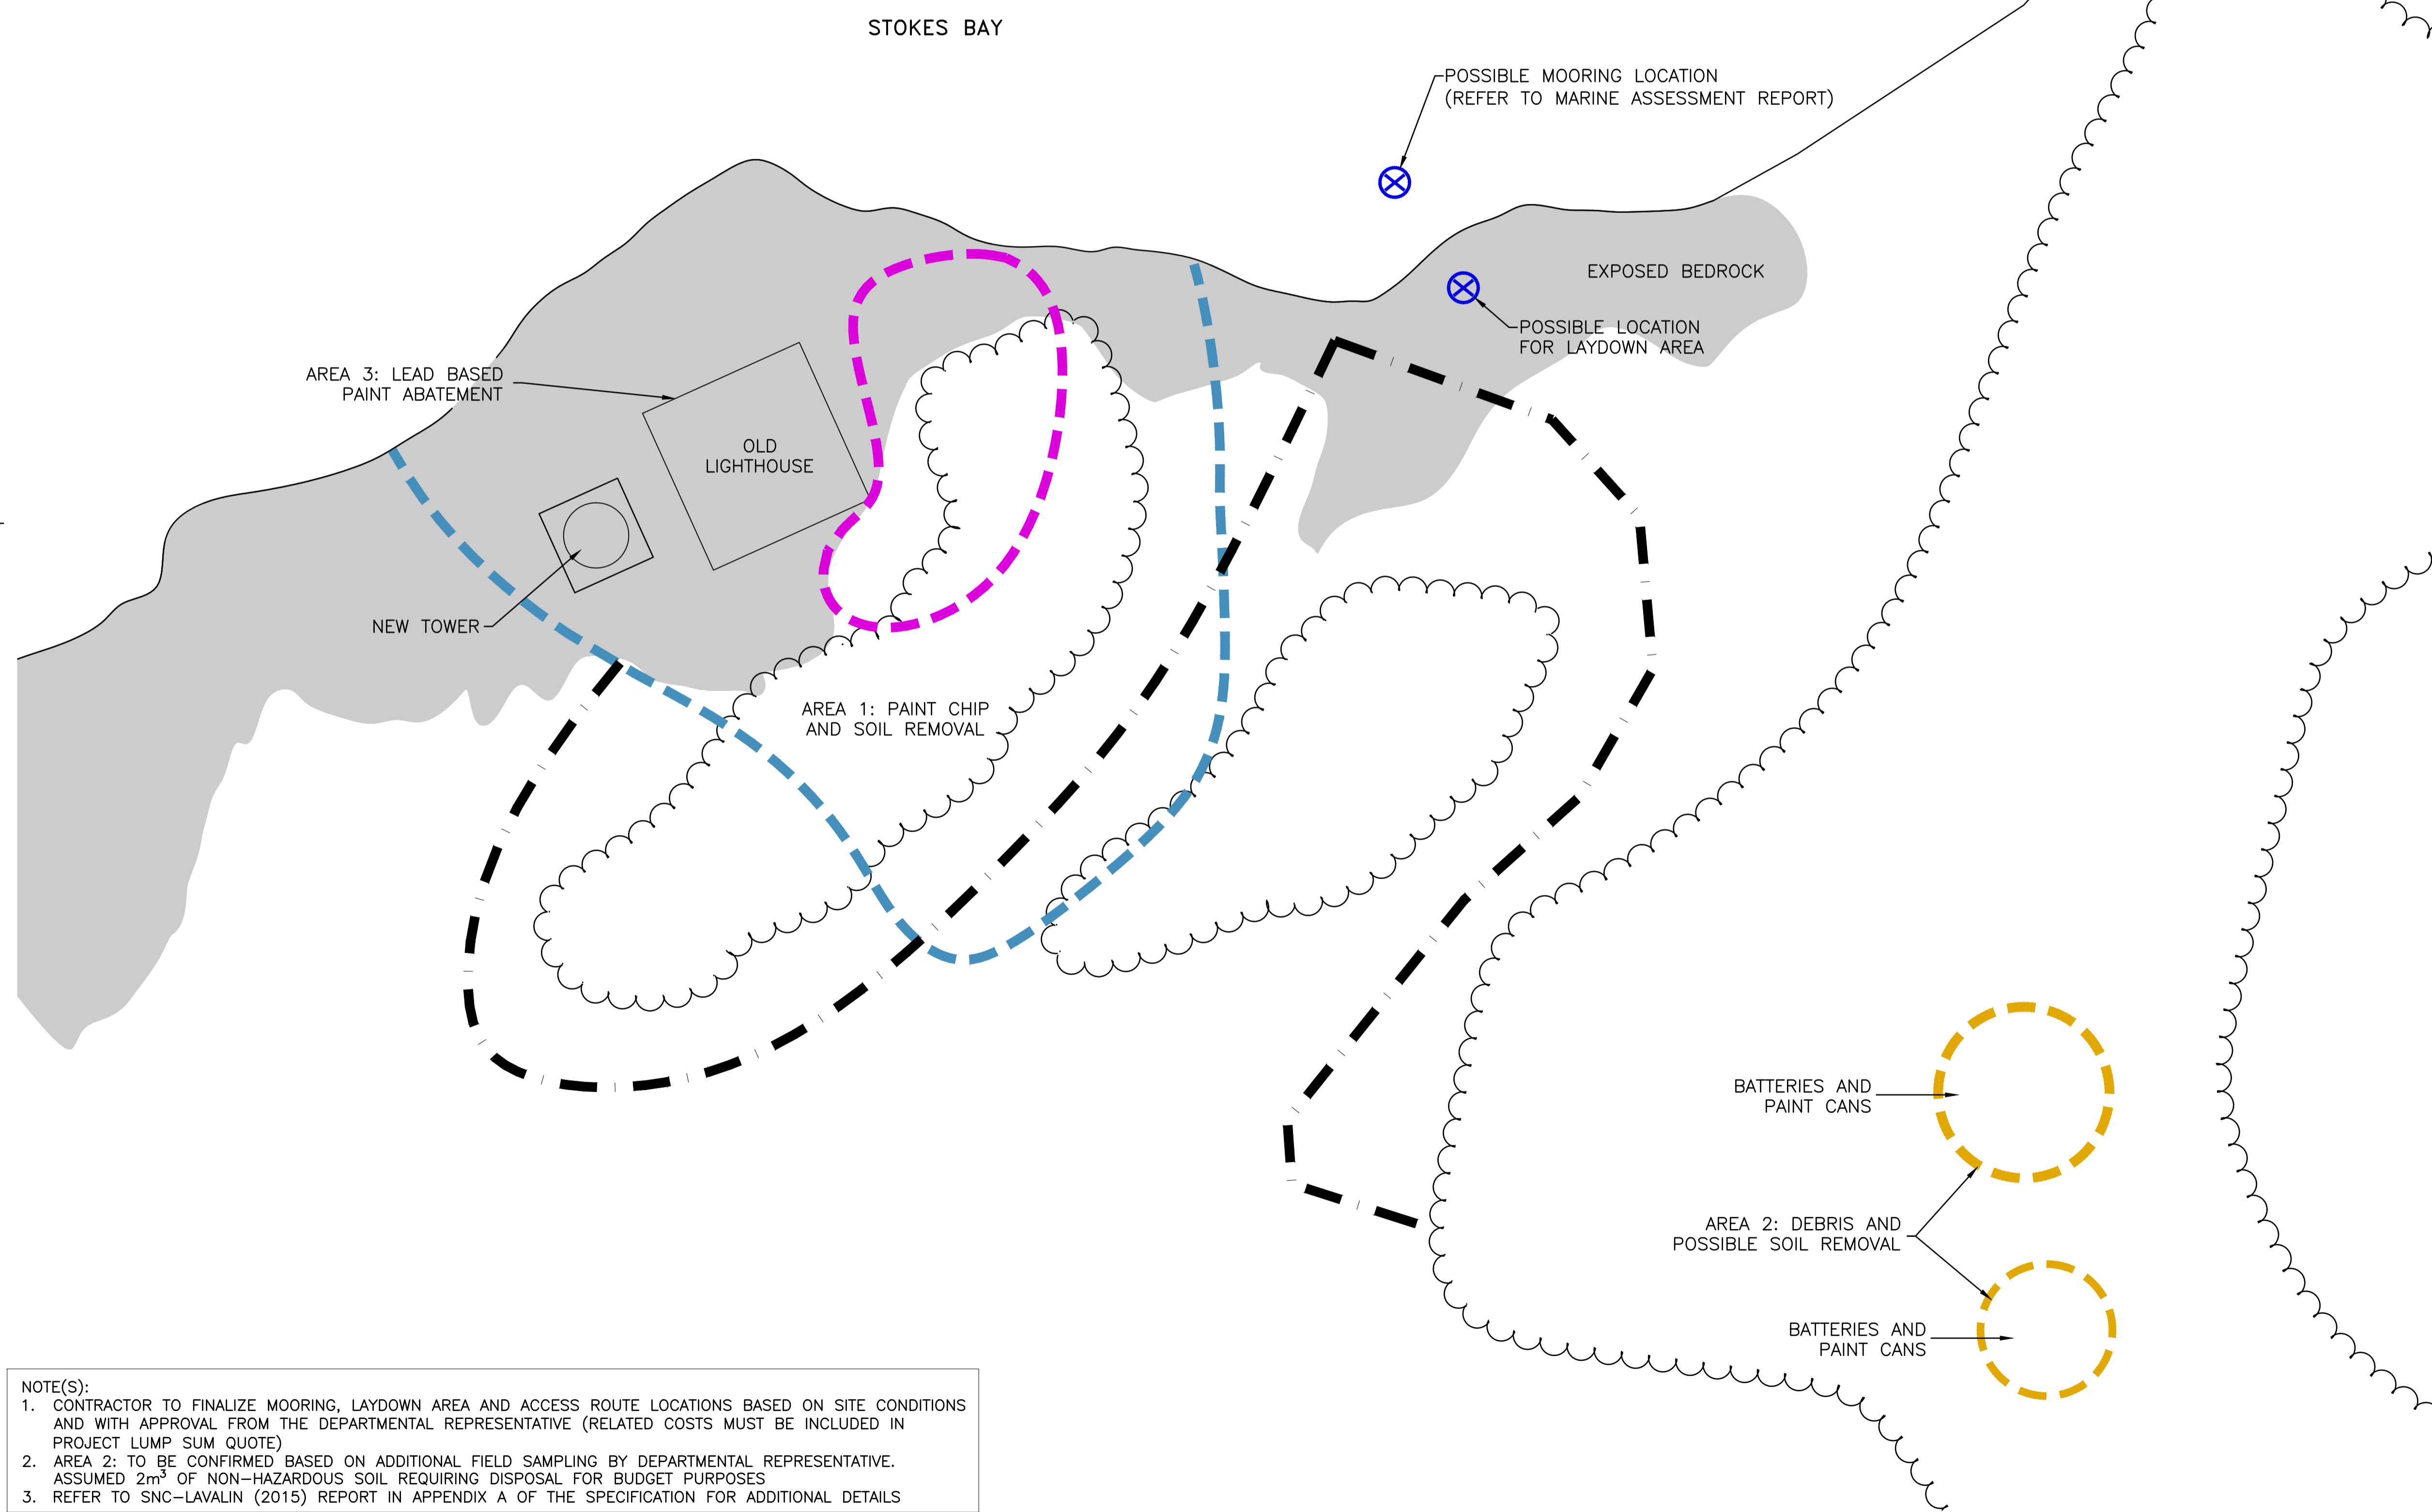 STOKES BAY
POSSIBLE MOORING LOCATION
(REFER TO MARINE ASSESSMENT REPORT)
EXPOSED BEDROCK
POSSIBLE LOCATION
FOR LAYDOWN AREA
AREA 3: LEAD BASED
PAINT ABATEMENT
OLD
LIGHTHOUSE
NEW TOWER
AREA 1: PAINT CHIP
AND SOIL REMOVAL
BATTERIES AND
PAINT CANS
AREA 2: DEBRIS AND
POSSIBLE SOIL REMOVAL
BATTERIES AND
PAINT CANS
NOTE(S):
1. CONTRACTOR TO FINALIZE MOORING, LAYDOWN AREA AND ACCESS ROUTE LOCATIONS BASED ON SITE CONDITIONS
AND WITH APPROVAL FROM THE DEPARTMENTAL REPRESENTATIVE (RELATED COSTS MUST BE INCLUDED IN
PROJECT LUMP SUM QUOTE)
2. AREA 2: TO BE CONFIRMED BASED ON ADDITIONAL FIELD SAMPLING BY DEPARTMENTAL REPRESENTATIVE.
ASSUMED 2m³ OF NON-HAZARDOUS SOIL REQUIRING DISPOSAL FOR BUDGET PURPOSES
3. REFER TO SNC-LAVALIN (2015) REPORT IN APPENDIX A OF THE SPECIFICATION FOR ADDITIONAL DETAILS